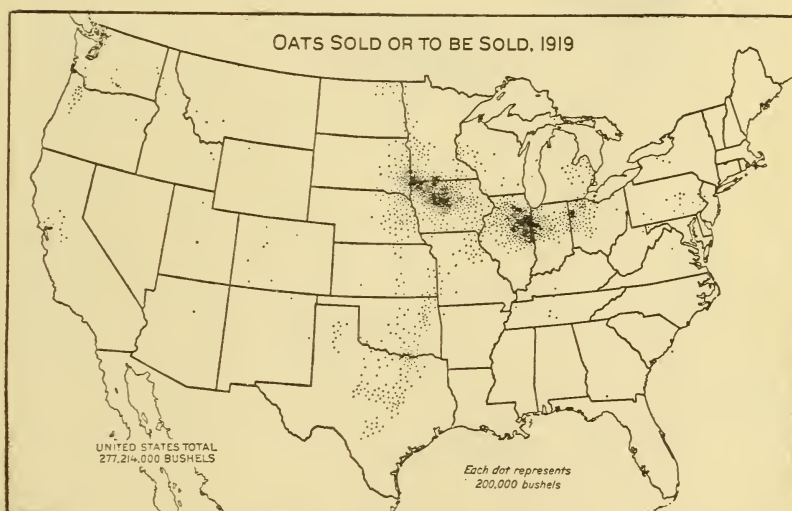 OATS SOLD OR TO BE SOLD, 1919
UNITED STATES TOTAL
277,214,000 BUSHELS
Each dot represents
200,000 bushels